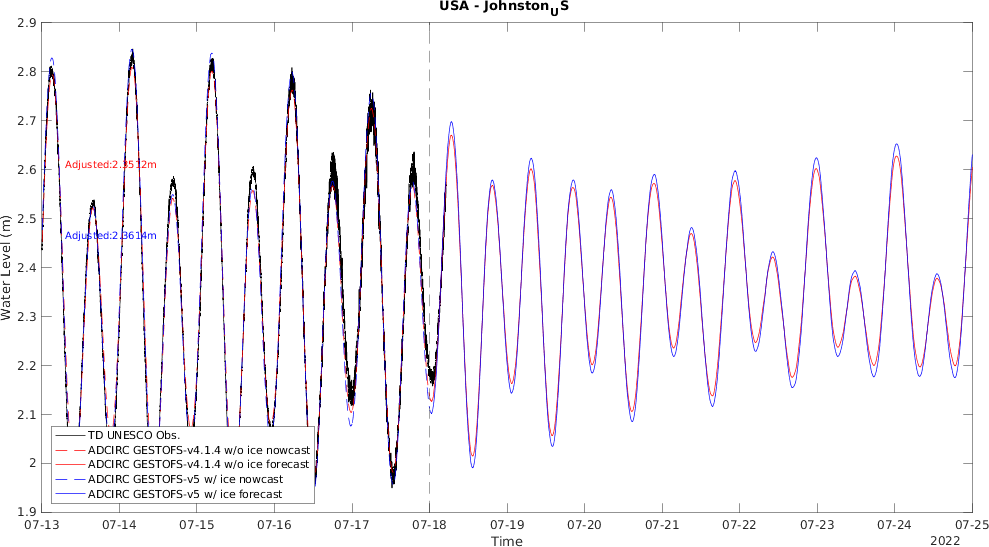 USA - Johnston_US
2.9
2.8
2.7
2.6
2.5
2.4
2.3
2.2
2.1
2
1.9
Water Level (m)
Adjusted:2.3512m
Adjusted:2.3614m
TD UNESCO Obs.
ADCIRC GESTOFS-v4.1.4 w/o ice nowcast
ADCIRC GESTOFS-v4.1.4 w/o ice forecast
ADCIRC GESTOFS-v5 w/ ice nowcast
ADCIRC GESTOFS-v5 w/ ice forecast
07-13 07-14 07-15 07-16 07-17 07-18 07-19 07-20 07-21 07-22 07-23 07-24 07-25
Time
2022